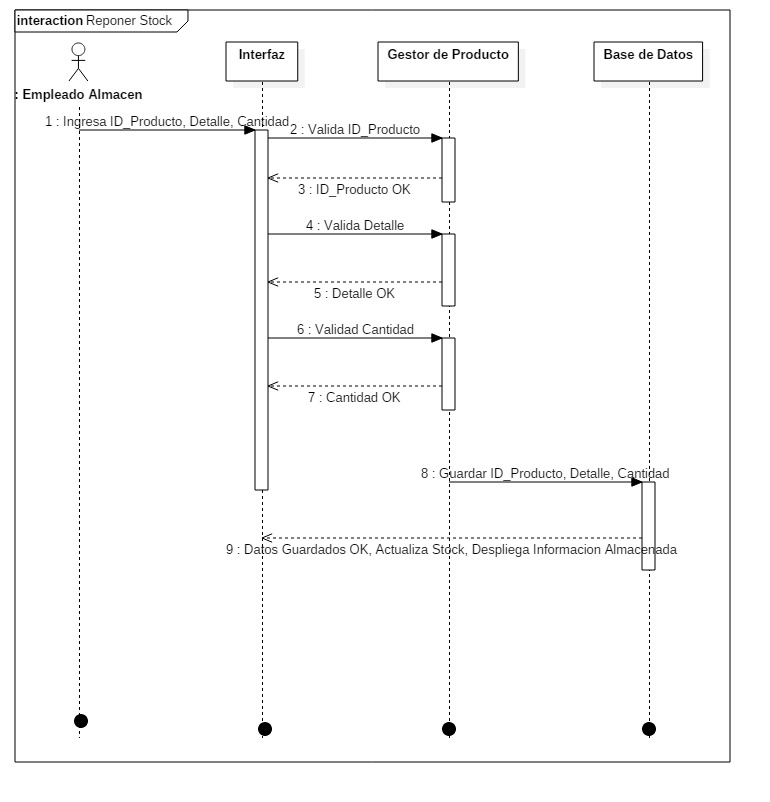 interaction Reponer Stock
Interfaz
Gestor de Producto
Base de Datos
: Empleado Almacen
1 : Ingresa ID_Producto, Detalle, Cantidad
2 : Valida ID_Producto
3 : ID_Producto OK
4 : Valida Detalle
5 : Detalle OK
6 : Validad Cantidad
7 : Cantidad OK
8 : Guardar ID_Producto, Detalle, Cantidad
9 : Datos Guardados OK, Actualiza Stock, Despliega Informacion Almacenada